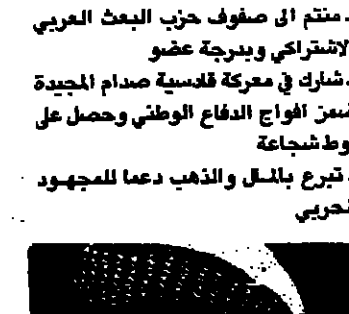 . منتم الى صفوف حزب البعث العربي
لاشتراكي وبدرجة عضو
. شارك في معركة قادسية صدام المجيدة
ضمن افواج الدفاع الوطني وحصل على
وط شجاعة
. تبرع بالمال والذهب دعما للمجهود
لحربي